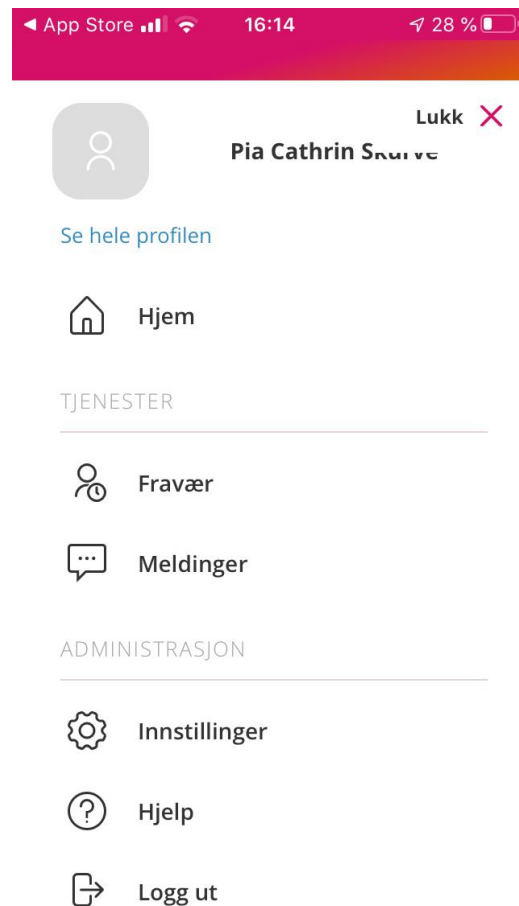 App Store 16:14 28 %
Lukk
Pia Cathrin Skurve
Se hele profilen
Hjem
TJENESTER
Fravær
Meldinger
ADMINISTRASJON
Innstillinger
Hjelp
Logg ut